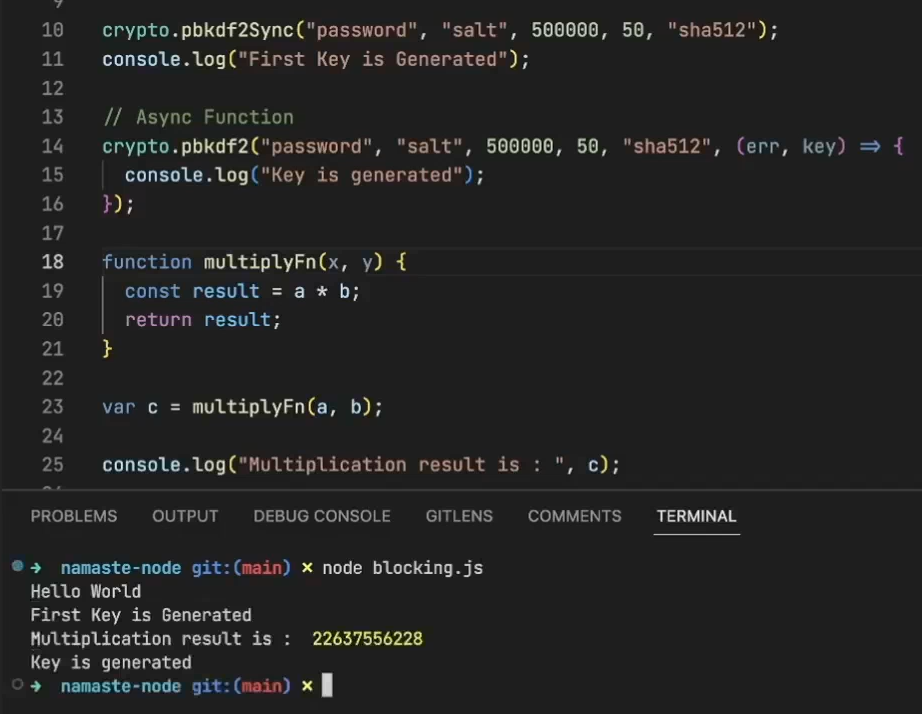 9
10 crypto.pbkdf2Sync("password", "salt", 500000, 50, "sha512");
11 console.log("First Key is Generated");
12
13 // Async Function
14 crypto.pbkdf2("password", "salt", 500000, 50, "sha512", (err, key) => {
15 console.log("Key is generated");
16 });
17
18 function multiplyFn(x, y) {
19 const result = a * b;
20 return result;
21 }
22
23 var c = multiplyFn(a, b);
24
25 console.log("Multiplication result is : ", c);
PROBLEMS OUTPUT DEBUG CONSOLE GITLENS COMMENTS TERMINAL
→ namaste-node git:(main) × node blocking.js
Hello World
First Key is Generated
Multiplication result is :  22637556228
Key is generated
→ namaste-node git:(main) ×